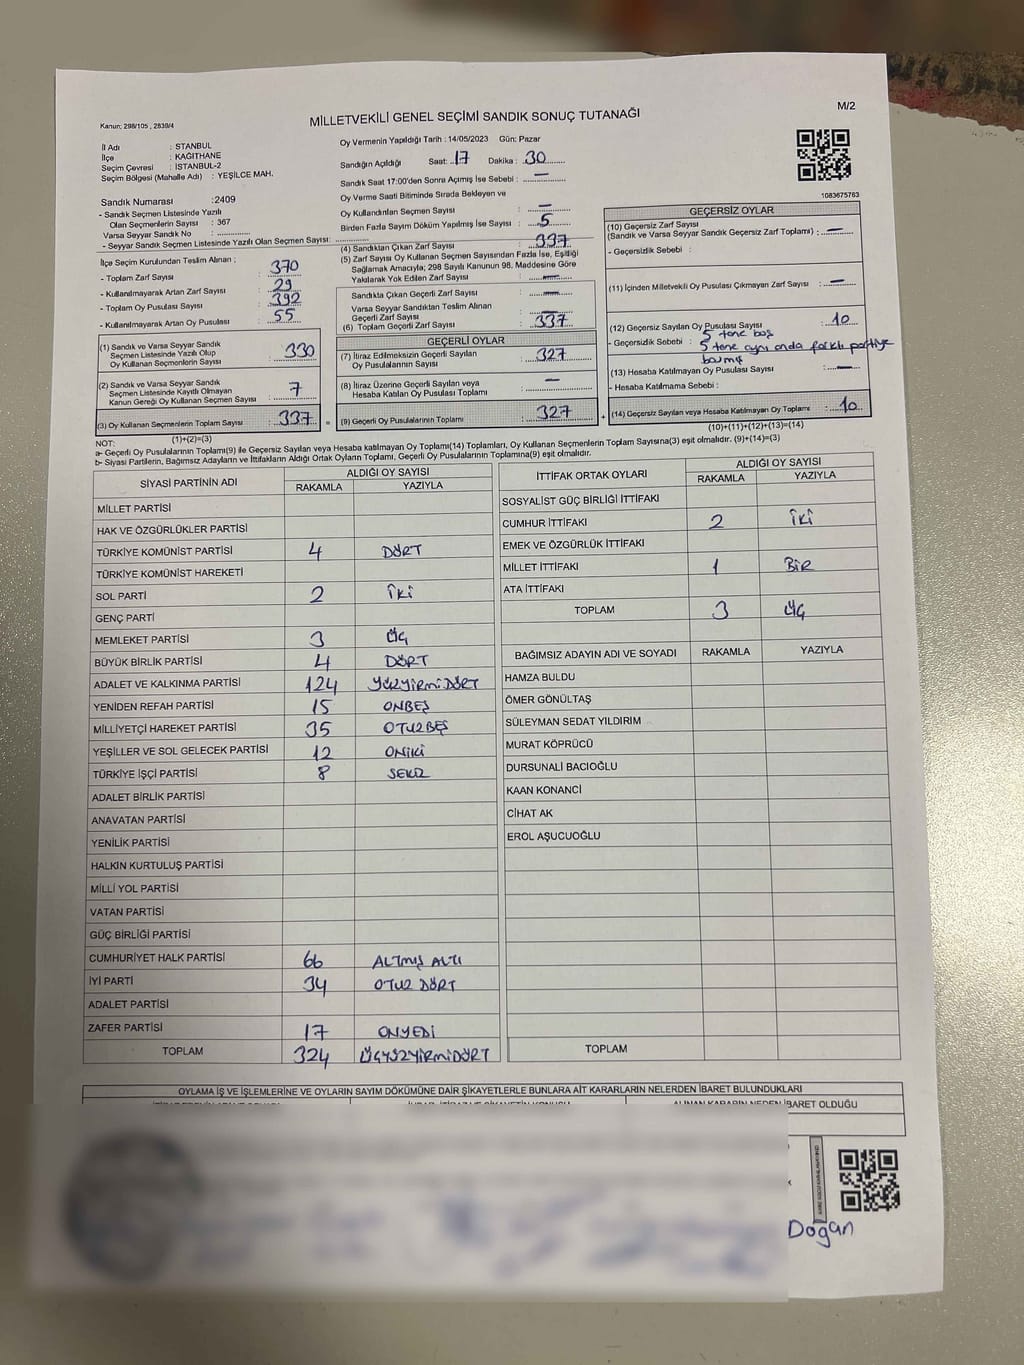 M/2
MİLLETVEKİLİ GENEL SEÇİMİ SANDIK SONUÇ TUTANAĞI
Kanun; 298/105 , 2839/4
İl Adı : STANBUL
İlçe : KAĞITHANE
Seçim Çevresi : İSTANBUL-2
Seçim Bölgesi (Mahalle Adı) : YEŞİLCE MAH.
Sandık Numarası :2409
- Sandık Seçmen Listesinde Yazılı
Olan Seçmenlerin Sayısı : 367
Varsa Seyyar Sandık No :
- Seyyar Sandık Seçmen Listesinde Yazılı Olan Seçmen Sayısı:
İlçe Seçim Kurulundan Teslim Alınan ;
- Toplam Zarf Sayısı : 370
- Kullanılmayarak Artan Zarf Sayısı : 29
- Toplam Oy Pusulası Sayısı : 392
- Kullanılmayarak Artan Oy Pusulası : 55
(1) Sandık ve Varsa Seyyar Sandık
Seçmen Listesinde Yazılı Olup
Oy Kullanan Seçmenlerin Sayısı : 330
(2) Sandık ve Varsa Seyyar Sandık
Seçmen Listesinde Kayıtlı Olmayan
Kanun Gereği Oy Kullanan Seçmen Sayısı : 7
(3) Oy Kullanan Seçmenlerin Toplam Sayısı : 337 =
(1)+(2)=(3)
Oy Vermenin Yapıldığı Tarih : 14/05/2023 Gün: Pazar
Sandığın Açıldığı Saat: 17 Dakika : 30
Sandık Saat 17:00'den Sonra Açılmış İse Sebebi : —
Oy Verme Saati Bitiminde Sırada Bekleyen ve
Oy Kullandırılan Seçmen Sayısı : —
Birden Fazla Sayım Döküm Yapılmış İse Sayısı : 5
(4) Sandıktan Çıkan Zarf Sayısı : 337
(5) Zarf Sayısı Oy Kullanan Seçmen Sayısından Fazla İse, Eşitliği
Sağlamak Amacıyla; 298 Sayılı Kanunun 98. Maddesine Göre
Yakılarak Yok Edilen Zarf Sayısı : —
Sandıkta Çıkan Geçerli Zarf Sayısı : —
Varsa Seyyar Sandıktan Teslim Alınan
Geçerli Zarf Sayısı : —
(6) Toplam Geçerli Zarf Sayısı : 337
GEÇERLİ OYLAR
(7) İtiraz Edilmeksizin Geçerli Sayılan
Oy Pusulalarının Sayısı : 327
(8) İtiraz Üzerine Geçerli Sayılan veya
Hesaba Katılan Oy Pusulası Sayısı : —
(9) Geçerli Oy Pusulalarının Toplamı : 327 +
1083675763
GEÇERSİZ OYLAR
(10) Geçersiz Zarf Sayısı
(Sandık ve Varsa Seyyar Sandık Geçersiz Zarf Toplamı) : —
- Geçersizlik Sebebi :
(11) İçinden Milletvekili Oy Pusulası Çıkmayan Zarf Sayısı : —
(12) Geçersiz Sayılan Oy Pusulası Sayısı : 10
- Geçersizlik Sebebi : 5 tane boş
5 tane aynı anda farklı partiye
basmış
(13) Hesaba Katılmayan Oy Pusulası Sayısı : —
- Hesaba Katılmama Sebebi :
(14) Geçersiz Sayılan veya Hesaba Katılmayan Oy Toplamı : 10
(10)+(11)+(12)+(13)=(14)
NOT:
a- Geçerli Oy Pusulalarının Toplamı(9) ile Geçersiz Sayılan veya Hesaba katılmayan Oy Toplamı(14) Toplamları, Oy Kullanan Seçmenlerin Toplam Sayısına(3) eşit olmalıdır. (9)+(14)=(3)
b- Siyasi Partilerin, Bağımsız Adayların ve İttifakların Aldığı Ortak Oyların Toplamı, Geçerli Oy Pusulalarının Toplamına(9) eşit olmalıdır.
SİYASİ PARTİNİN ADI ALDIĞI OY SAYISI
RAKAMLA YAZIYLA
MİLLET PARTİSİ
HAK VE ÖZGÜRLÜKLER PARTİSİ
TÜRKİYE KOMÜNİST PARTİSİ 4 DÖRT
TÜRKİYE KOMÜNİST HAREKETİ
SOL PARTİ 2 İKİ
GENÇ PARTİ
MEMLEKET PARTİSİ 3 ÜÇ
BÜYÜK BİRLİK PARTİSİ 4 DÖRT
ADALET VE KALKINMA PARTİSİ 124 YÜZYİRMİDÖRT
YENİDEN REFAH PARTİSİ 15 ONBEŞ
MİLLİYETÇİ HAREKET PARTİSİ 35 OTUZBEŞ
YEŞİLLER VE SOL GELECEK PARTİSİ 12 ONİKİ
TÜRKİYE İŞÇİ PARTİSİ 8 SEKİZ
ADALET BİRLİK PARTİSİ
ANAVATAN PARTİSİ
YENİLİK PARTİSİ
HALKIN KURTULUŞ PARTİSİ
MİLLİ YOL PARTİSİ
VATAN PARTİSİ
GÜÇ BİRLİĞİ PARTİSİ
CUMHURİYET HALK PARTİSİ 66 ALTMIŞ ALTI
İYİ PARTİ 34 OTUZ DÖRT
ADALET PARTİSİ
ZAFER PARTİSİ 17 ONYEDİ
TOPLAM 324 ÜÇYÜZYİRMİDÖRT
İTTİFAK ORTAK OYLARI ALDIĞI OY SAYISI
RAKAMLA YAZIYLA
SOSYALİST GÜÇ BİRLİĞİ İTTİFAKI
CUMHUR İTTİFAKI 2 İKİ
EMEK VE ÖZGÜRLÜK İTTİFAKI
MİLLET İTTİFAKI 1 BİR
ATA İTTİFAKI
TOPLAM 3 ÜÇ
BAĞIMSIZ ADAYIN ADI VE SOYADI RAKAMLA YAZIYLA
HAMZA BULDU
ÖMER GÖNÜLTAŞ
SÜLEYMAN SEDAT YILDIRIM
MURAT KÖPRÜCÜ
DURSUNALİ BACIOĞLU
KAAN KONANCİ
CİHAT AK
EROL AŞUCUOĞLU
TOPLAM
OYLAMA İŞ VE İŞLEMLERİNE VE OYLARIN SAYIM DÖKÜMÜNE DAİR ŞİKAYETLERLE BUNLARA AİT KARARLARIN NELERDEN İBARET BULUNDUKLARI
ALINAN KARARIN NEDEN İBARET OLDUĞU
Doğan